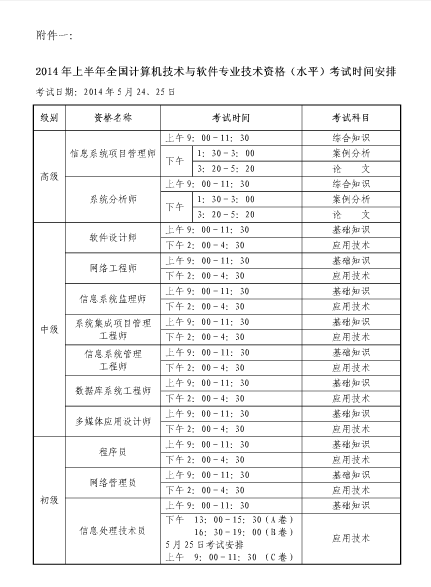 附件一：
2014年上半年全国计算机技术与软件专业技术资格（水平）考试时间安排
考试日期：2014年5月24、25日
级别 资格名称 考试时间 考试科目
高级 信息系统项目管理师 上午9：00-11：30 综合知识
下午 1：30-3：00 案例分析
3：20-5：20 论 文
系统分析师 上午9：00-11：30 综合知识
下午 1：30-3：00 案例分析
3：20-5：20 论 文
中级 软件设计师 上午9：00-11：30 基础知识
下午2：00-4：30 应用技术
网络工程师 上午9：00-11：30 基础知识
下午2：00-4：30 应用技术
信息系统监理师 上午9：00-11：30 基础知识
下午2：00-4：30 应用技术
系统集成项目管理 上午9：00-11：30 基础知识
工程师 下午2：00-4：30 应用技术
信息系统管理 上午9：00-11：30 基础知识
工程师 下午2：00-4：30 应用技术
数据库系统工程师 上午9：00-11：30 基础知识
下午2：00-4：30 应用技术
多媒体应用设计师 上午9：00-11：30 基础知识
下午2：00-4：30 应用技术
初级 程序员 上午9：00-11：30 基础知识
下午2：00-4：30 应用技术
网络管理员 上午9：00-11：30 基础知识
下午2：00-4：30 应用技术
信息处理技术员 上午9：00-11：30 基础知识
下午 13：00-15：30（A卷） 应用技术
16：30-19：00（B卷）
5月25日考试安排
上午 9：00-11：30 （C卷）